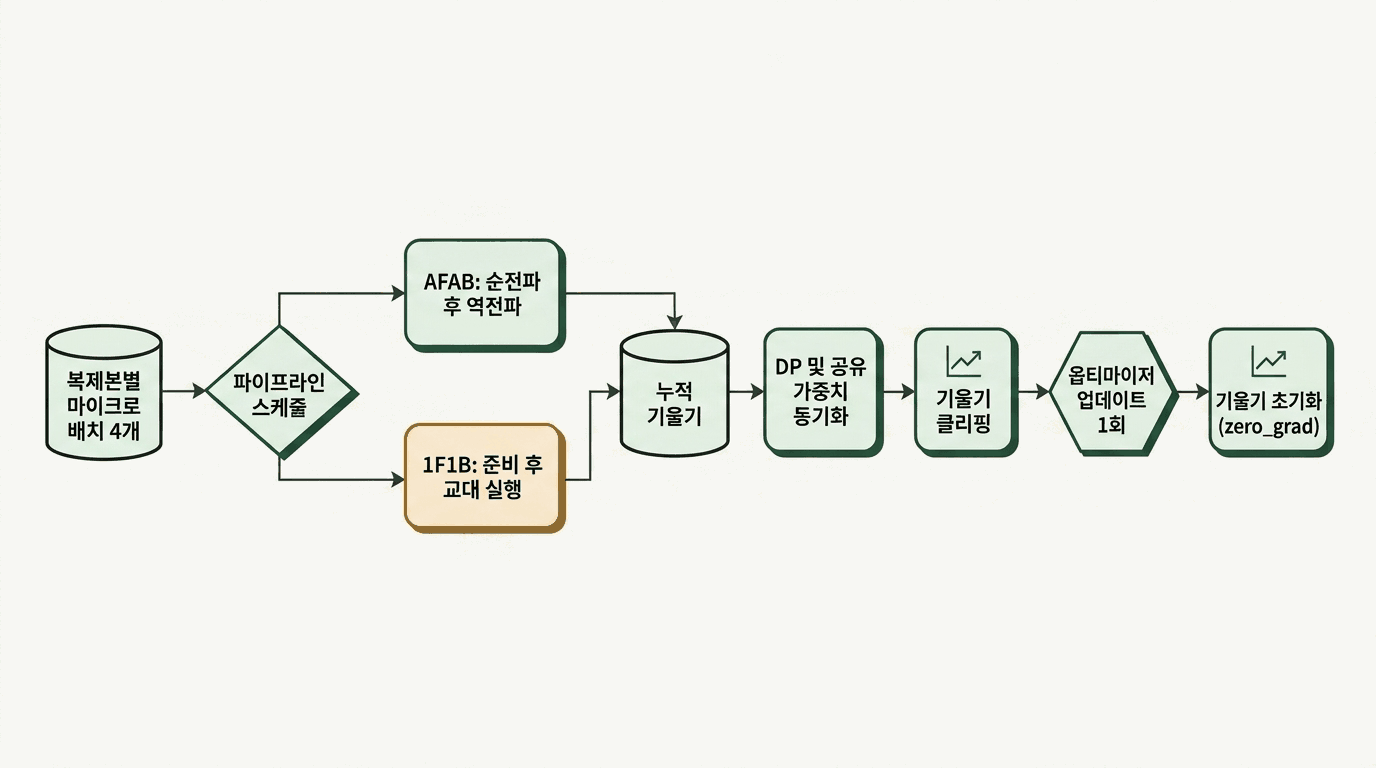 복제본별
마이크로
배치 4개
파이프라인
스케줄
AFAB: 순전파
후 역전파
1F1B: 준비 후
교대 실행
누적
기울기
DP 및 공유
가중치
동기화
기울기
클리핑
옵티마이저
업데이트
1회
기울기 초기화
(zero_grad)